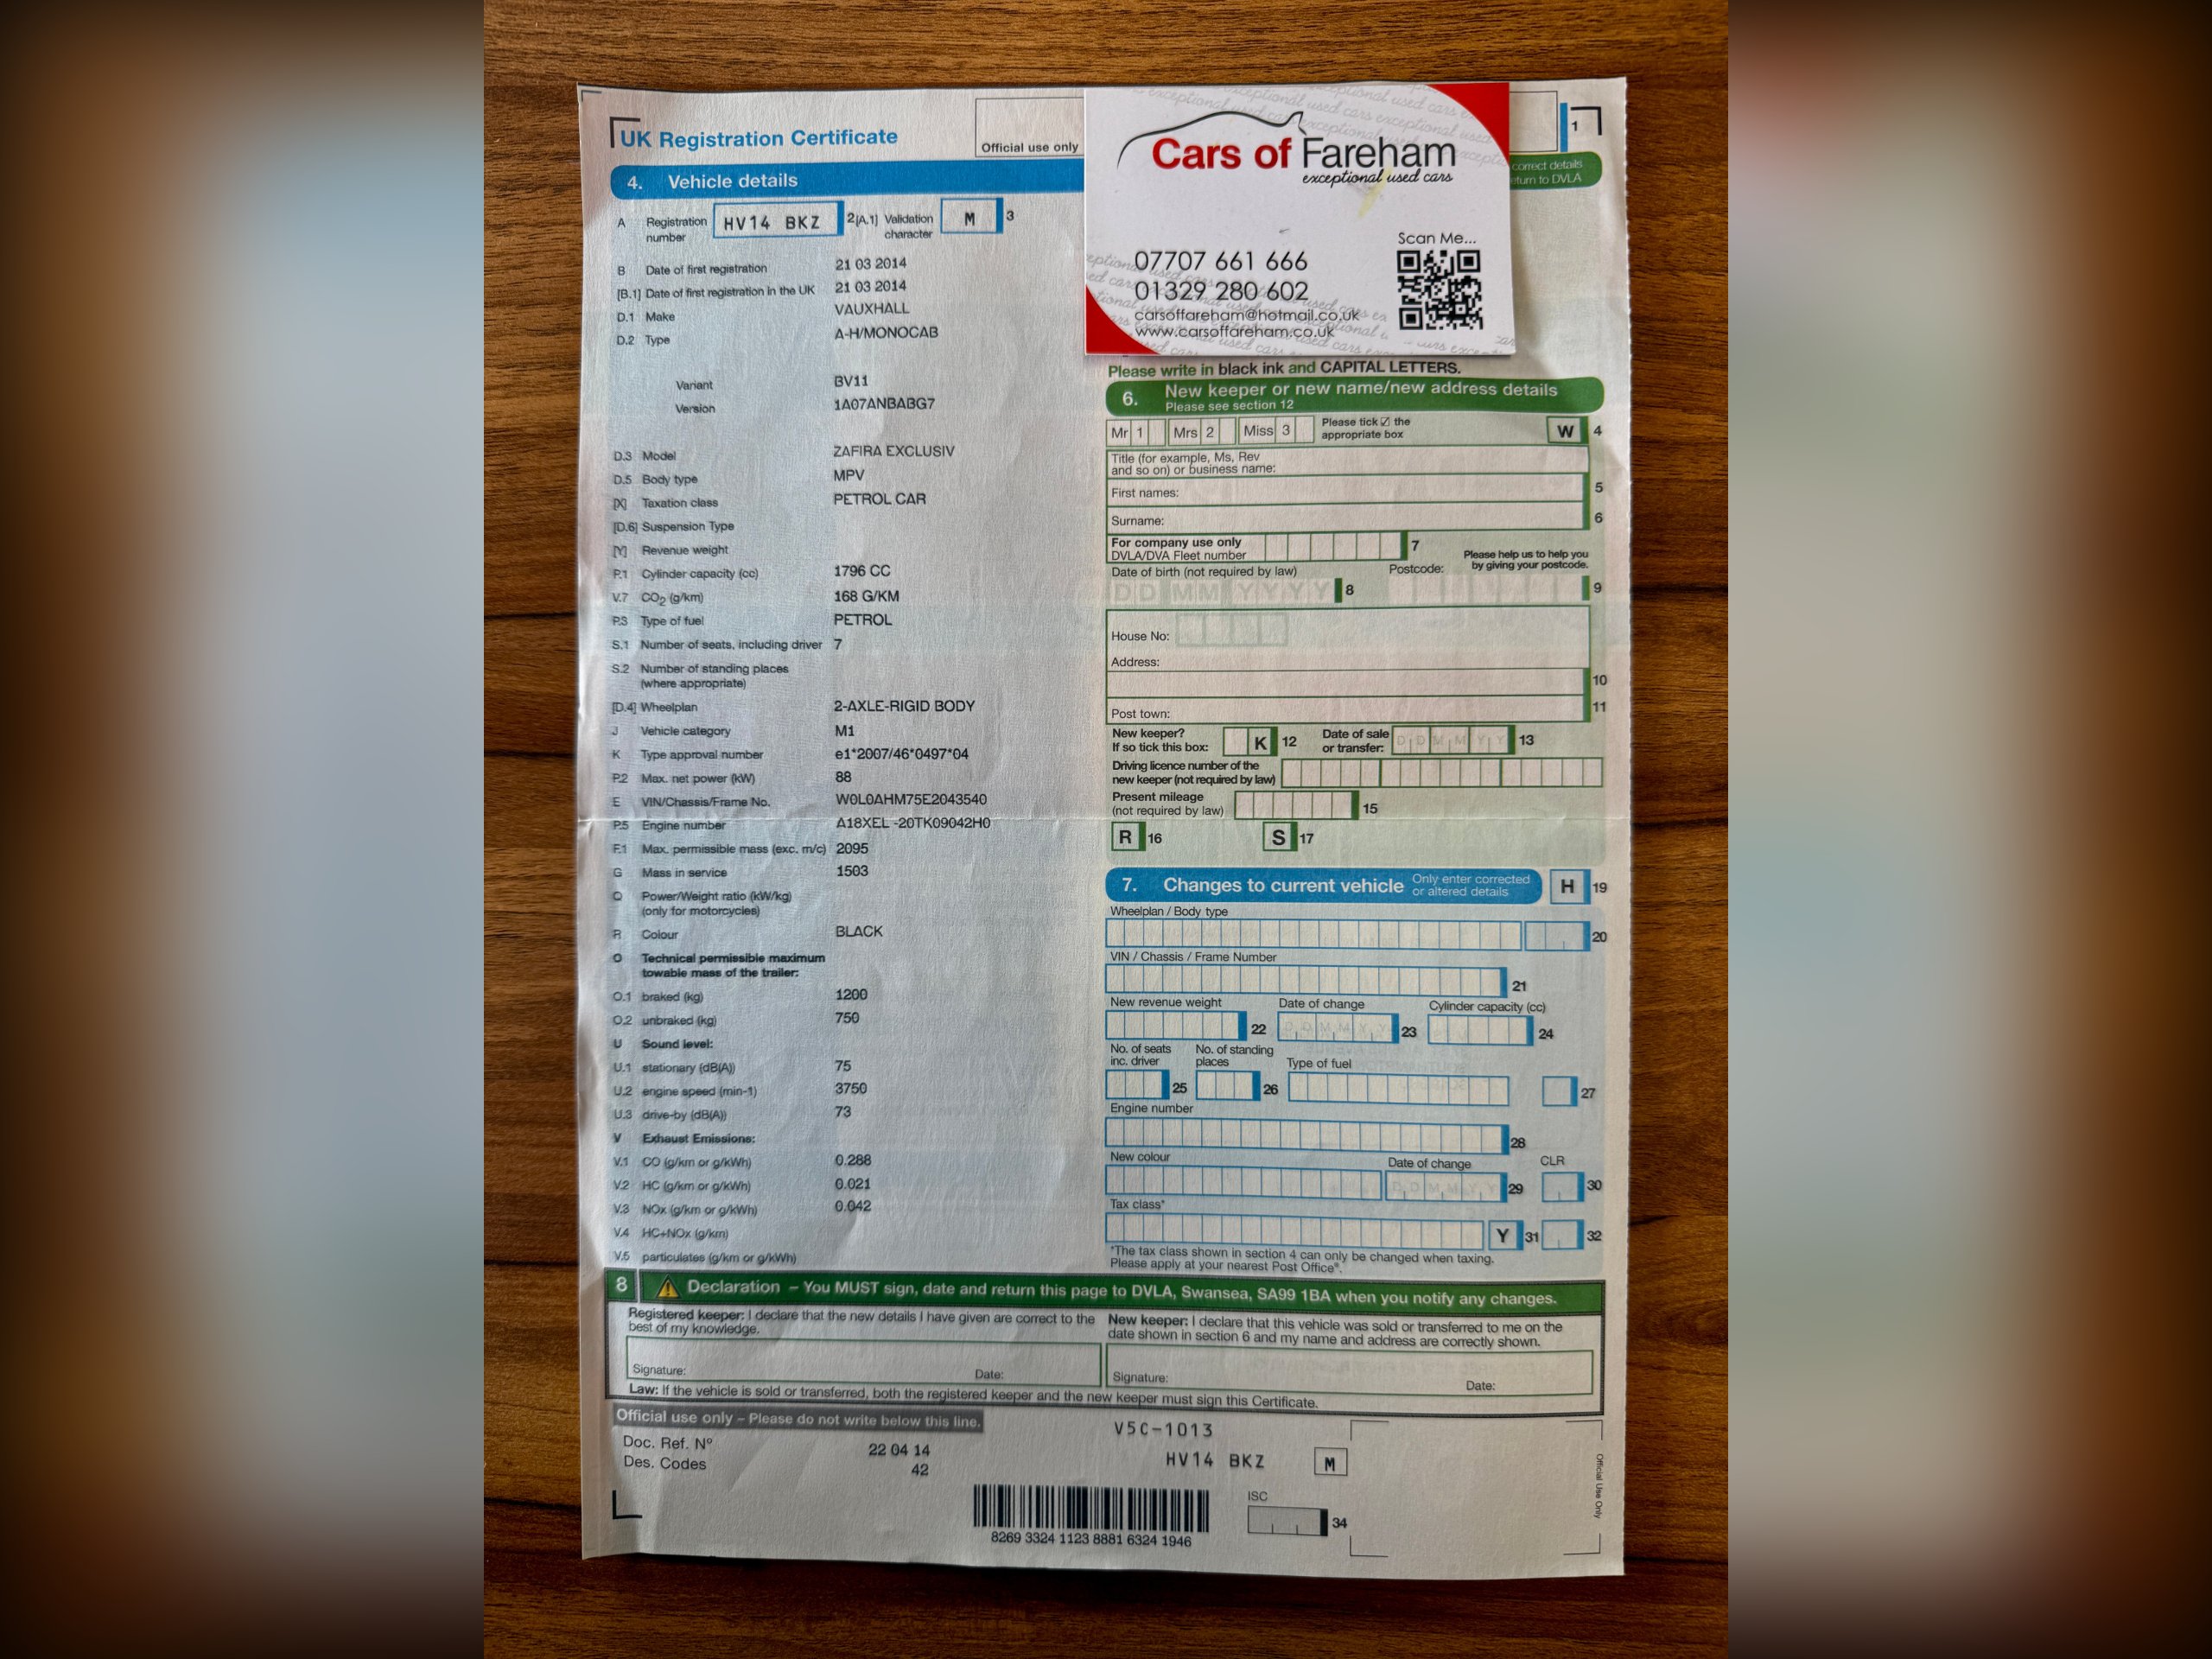 UK Registration Certificate
Official use only
1
4. Vehicle details
correct details
return to DVLA
Cars of Fareham
exceptional used cars
Scan Me...
07707 661 666
01329 280 602
carsoffareham@hotmail.co.uk
www.carsoffareham.co.uk
A Registration number HV14 BKZ 2 [A.1] Validation character M 3
B Date of first registration 21 03 2014
[B.1] Date of first registration in the UK 21 03 2014
D.1 Make VAUXHALL
D.2 Type A-H/MONOCAB
Variant BV11
Version 1A07ANBABG7
D.3 Model ZAFIRA EXCLUSIV
D.5 Body type MPV
[X] Taxation class PETROL CAR
[D.6] Suspension Type
[Y] Revenue weight
P.1 Cylinder capacity (cc) 1796 CC
V.7 CO2 (g/km) 168 G/KM
P.3 Type of fuel PETROL
S.1 Number of seats, including driver 7
S.2 Number of standing places
(where appropriate)
[D.4] Wheelplan 2-AXLE-RIGID BODY
J Vehicle category M1
K Type approval number e1*2007/46*0497*04
P.2 Max. net power (kW) 88
E VIN/Chassis/Frame No. W0L0AHM75E2043540
P.5 Engine number A18XEL -20TK09042H0
F.1 Max. permissible mass (exc. m/c) 2095
G Mass in service 1503
Q Power/Weight ratio (kW/kg)
(only for motorcycles)
R Colour BLACK
O Technical permissible maximum
towable mass of the trailer:
O.1 braked (kg) 1200
O.2 unbraked (kg) 750
U Sound level:
U.1 stationary (dB(A)) 75
U.2 engine speed (min-1) 3750
U.3 drive-by (dB(A)) 73
V Exhaust Emissions:
V.1 CO (g/km or g/kWh) 0.288
V.2 HC (g/km or g/kWh) 0.021
V.3 NOx (g/km or g/kWh) 0.042
V.4 HC+NOx (g/km)
V.5 particulates (g/km or g/kWh)
Please write in black ink and CAPITAL LETTERS.
6. New keeper or new name/new address details
Please see section 12
Mr 1 Mrs 2 Miss 3 Please tick ☑ the appropriate box W 4
Title (for example, Ms, Rev
and so on) or business name:
First names: 5
Surname: 6
For company use only
DVLA/DVA Fleet number 7
Please help us to help you
by giving your postcode.
Date of birth (not required by law) Postcode:
DD MM YYYY 8 9
House No:
Address:
10
Post town: 11
New keeper?
If so tick this box: K 12 Date of sale or transfer: D D M M Y Y 13
Driving licence number of the
new keeper (not required by law)
Present mileage
(not required by law) 15
R 16 S 17
7. Changes to current vehicle Only enter corrected or altered details H 19
Wheelplan / Body type
20
VIN / Chassis / Frame Number
21
New revenue weight Date of change Cylinder capacity (cc)
22 23 24
No. of seats inc. driver No. of standing places Type of fuel
25 26 27
Engine number
28
New colour Date of change CLR
D D M M Y Y 29 30
Tax class*
Y 31 32
*The tax class shown in section 4 can only be changed when taxing.
Please apply at your nearest Post Office®.
8 Declaration – You MUST sign, date and return this page to DVLA, Swansea, SA99 1BA when you notify any changes.
Registered keeper: I declare that the new details I have given are correct to the
best of my knowledge.
Signature: Date:
New keeper: I declare that this vehicle was sold or transferred to me on the
date shown in section 6 and my name and address are correctly shown.
Signature: Date:
Law: If the vehicle is sold or transferred, both the registered keeper and the new keeper must sign this Certificate.
Official use only – Please do not write below this line.
Doc. Ref. Nº 22 04 14
Des. Codes 42
V5C-1013
HV14 BKZ M
ISC
34
8269 3324 1123 8881 6324 1946
Official Use Only